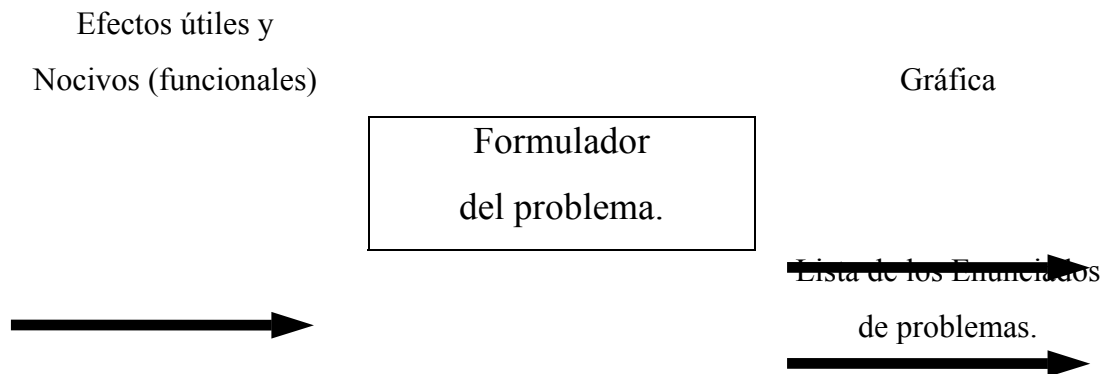 Efectos útiles y
Nocivos (funcionales)
Gráfica
Formulador
del problema.
Lista de los Enunciados
de problemas.